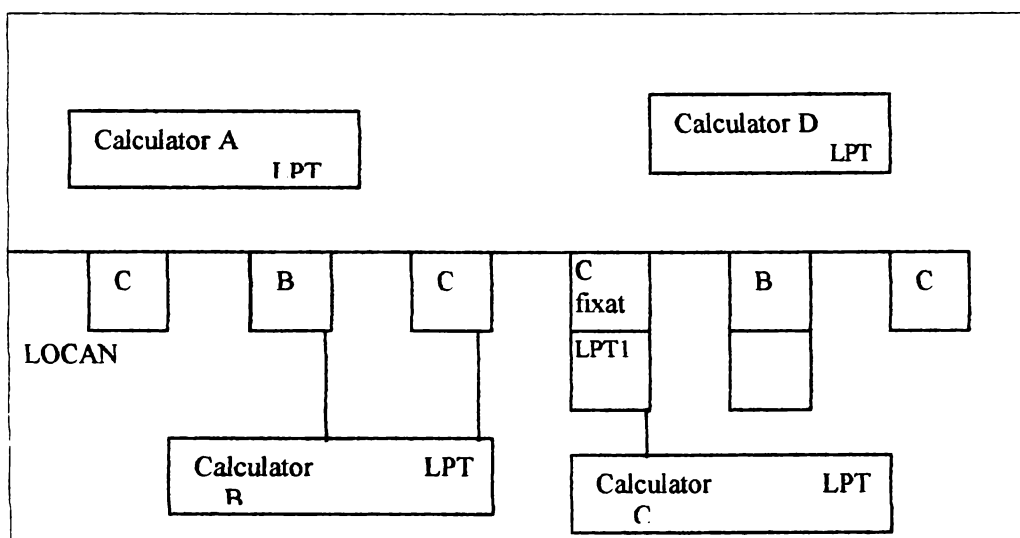 Calculator A
LPT
Calculator D
LPT
C
B
C
C
fixat
B
C
LOCAN
LPT1
Calculator
B
LPT
Calculator
C
LPT